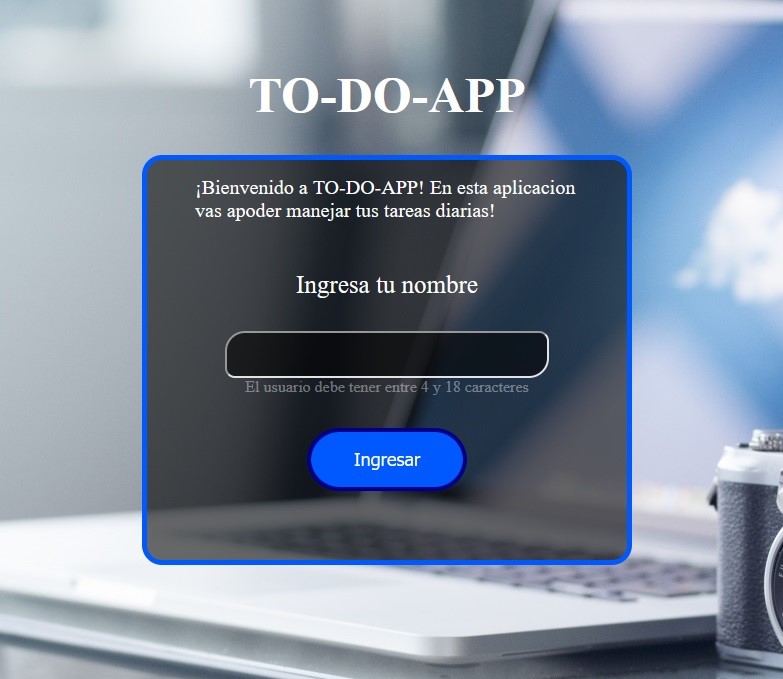 TO-DO-APP
¡Bienvenido a TO-DO-APP! En esta aplicacion
vas apoder manejar tus tareas diarias!
Ingresa tu nombre
El usuario debe tener entre 4 y 18 caracteres
Ingresar